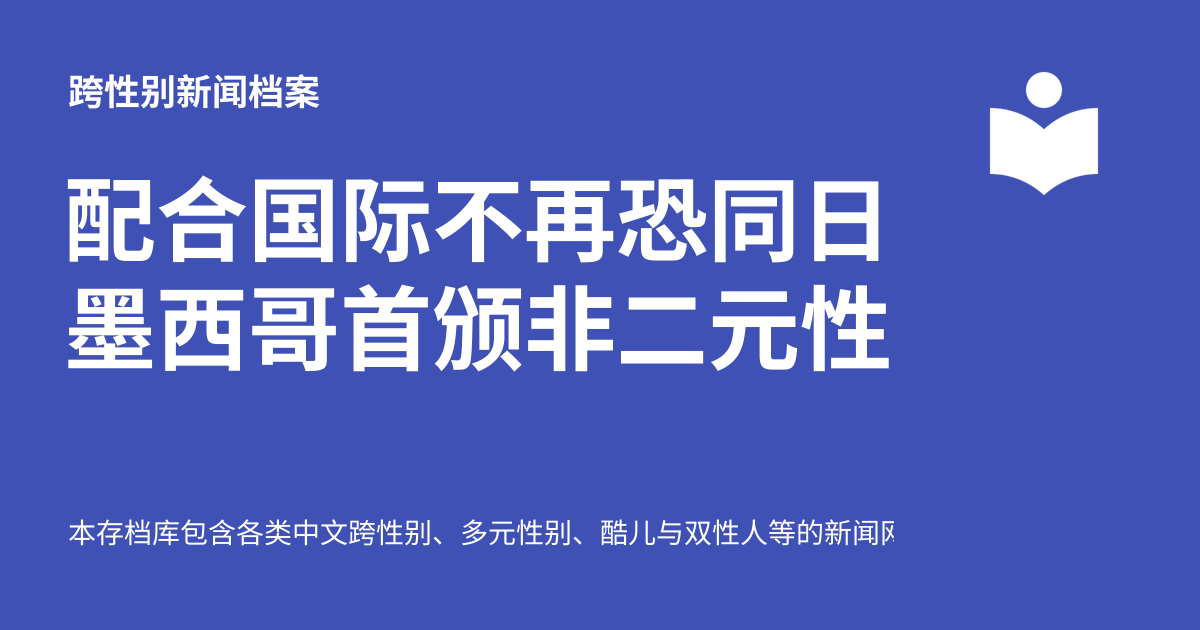 跨性别新闻档案
配合国际不再恐同日
墨西哥首颁非二元性
本存档库包含各类中文跨性别、多元性别、酷儿与双性人等的新闻